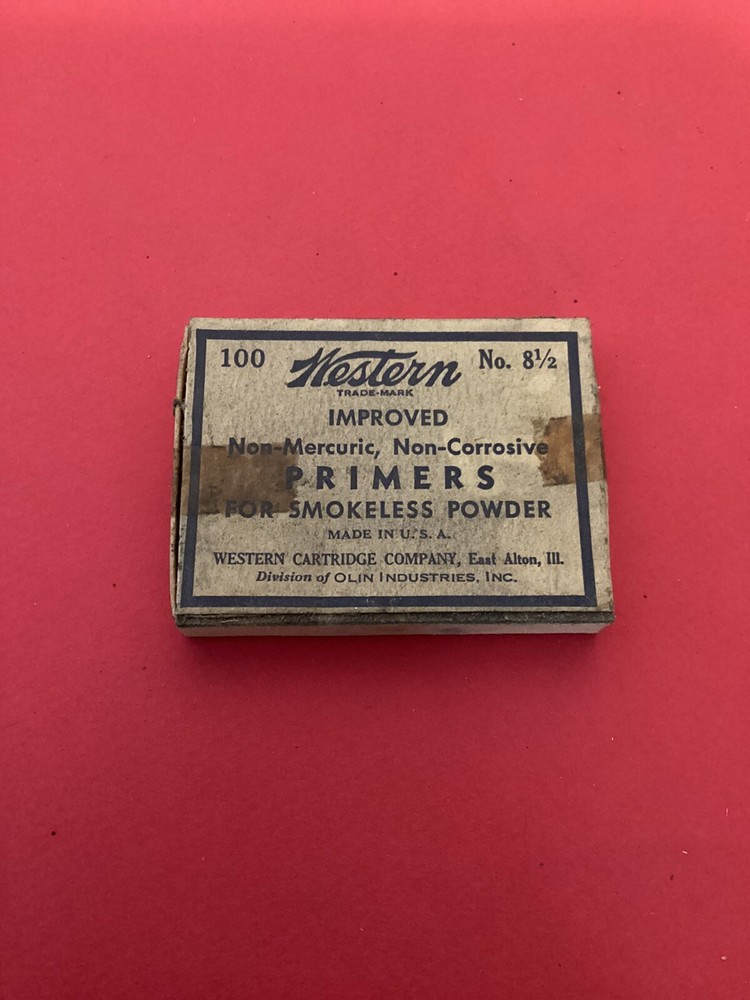 100 Western No. 8½
TRADE-MARK
IMPROVED
Non-Mercuric, Non-Corrosive
PRIMERS
FOR SMOKELESS POWDER
MADE IN U.S.A.
WESTERN CARTRIDGE COMPANY, East Alton, Ill.
Division of OLIN INDUSTRIES, INC.